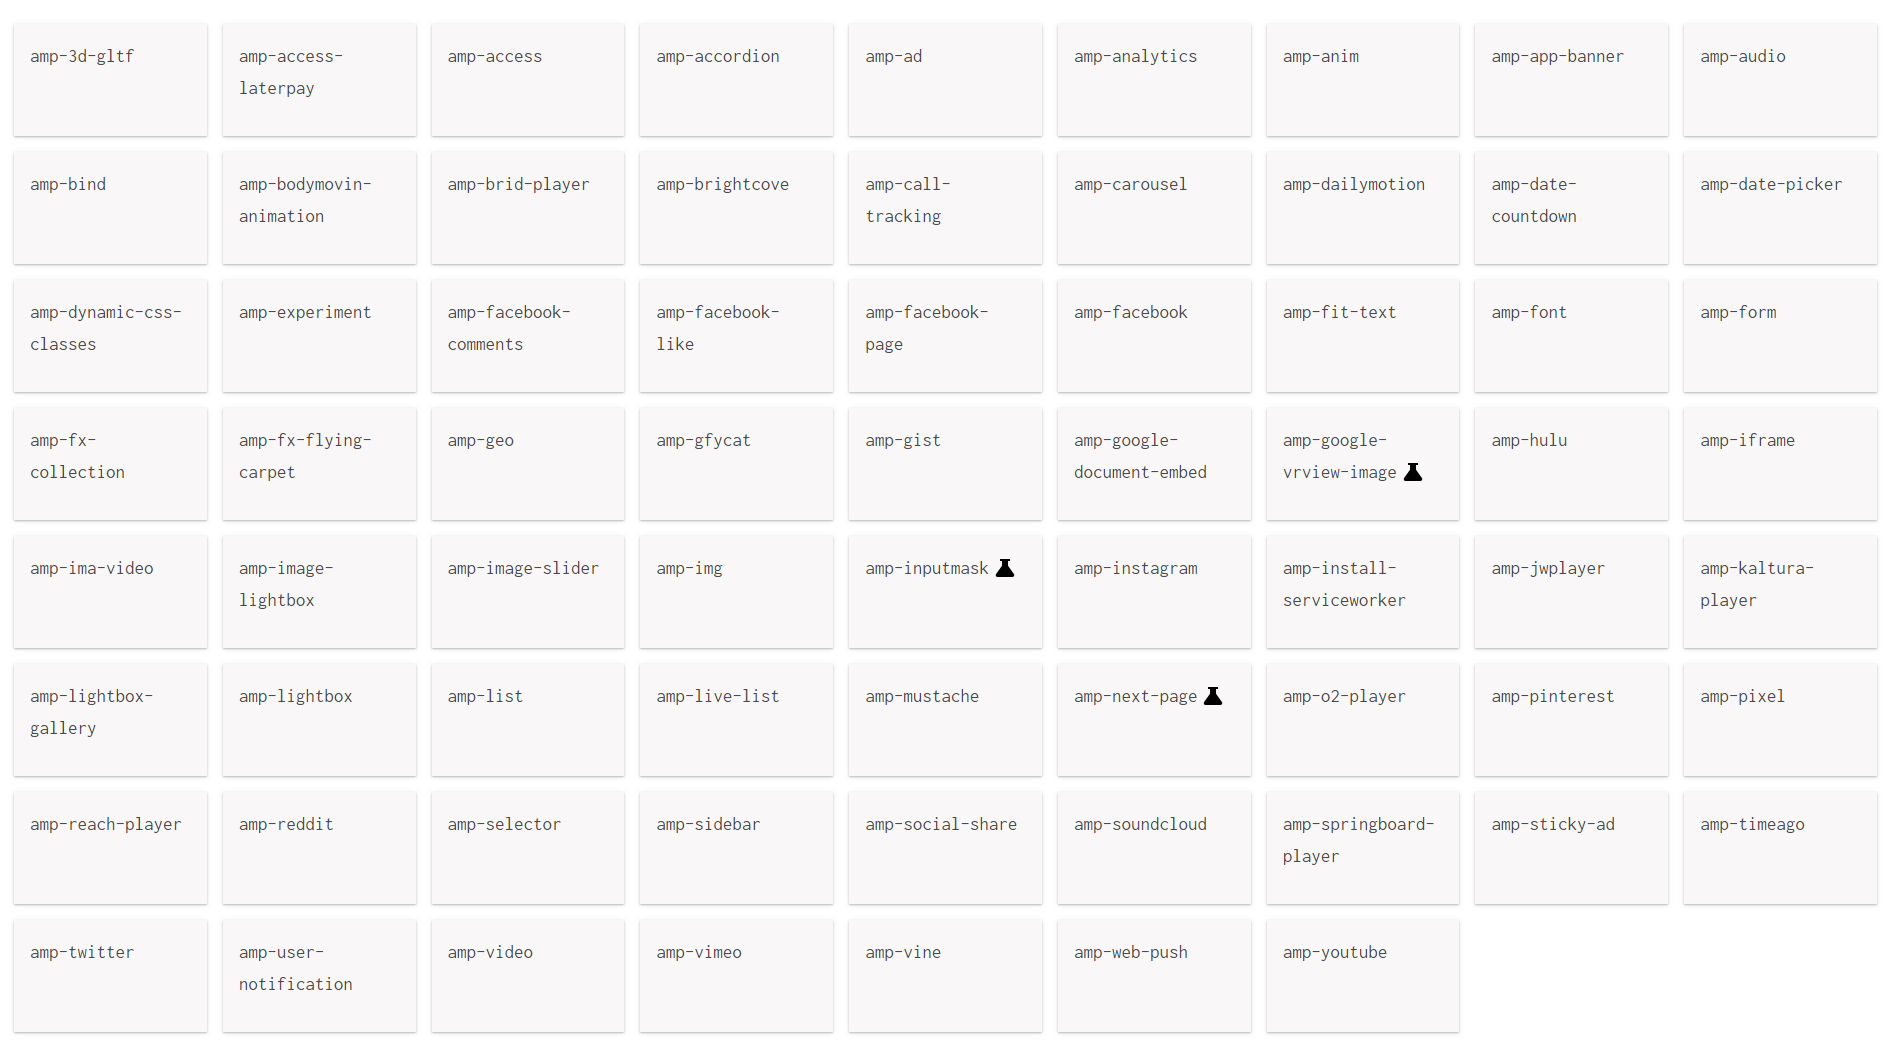 amp-3d-gltf
amp-access-
laterpay
amp-access
amp-accordion
amp-ad
amp-analytics
amp-anim
amp-app-banner
amp-audio
amp-bind
amp-bodymovin-
animation
amp-brid-player
amp-brightcove
amp-call-
tracking
amp-carousel
amp-dailymotion
amp-date-
countdown
amp-date-picker
amp-dynamic-css-
classes
amp-experiment
amp-facebook-
comments
amp-facebook-
like
amp-facebook-
page
amp-facebook
amp-fit-text
amp-font
amp-form
amp-fx-
collection
amp-fx-flying-
carpet
amp-geo
amp-gfycat
amp-gist
amp-google-
document-embed
amp-google-
vrview-image
amp-hulu
amp-iframe
amp-ima-video
amp-image-
lightbox
amp-image-slider
amp-img
amp-inputmask
amp-instagram
amp-install-
serviceworker
amp-jwplayer
amp-kaltura-
player
amp-lightbox-
gallery
amp-lightbox
amp-list
amp-live-list
amp-mustache
amp-next-page
amp-o2-player
amp-pinterest
amp-pixel
amp-reach-player
amp-reddit
amp-selector
amp-sidebar
amp-social-share
amp-soundcloud
amp-springboard-
player
amp-sticky-ad
amp-timeago
amp-twitter
amp-user-
notification
amp-video
amp-vimeo
amp-vine
amp-web-push
amp-youtube